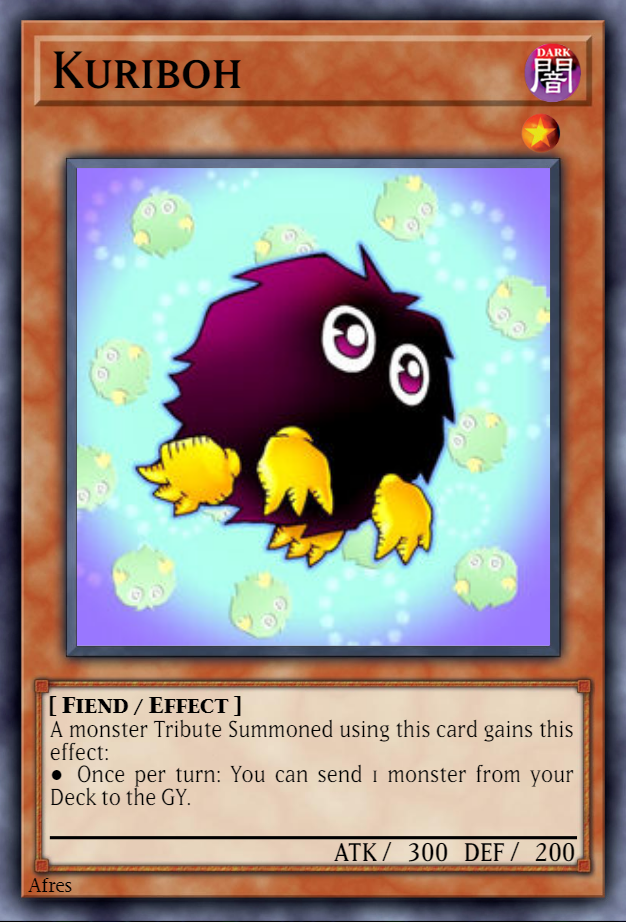 Kuriboh
DARK
闇
[ Fiend / Effect ]
A monster Tribute Summoned using this card gains this
effect:
● Once per turn: You can send 1 monster from your
Deck to the GY.
ATK / 300 DEF / 200
Afres